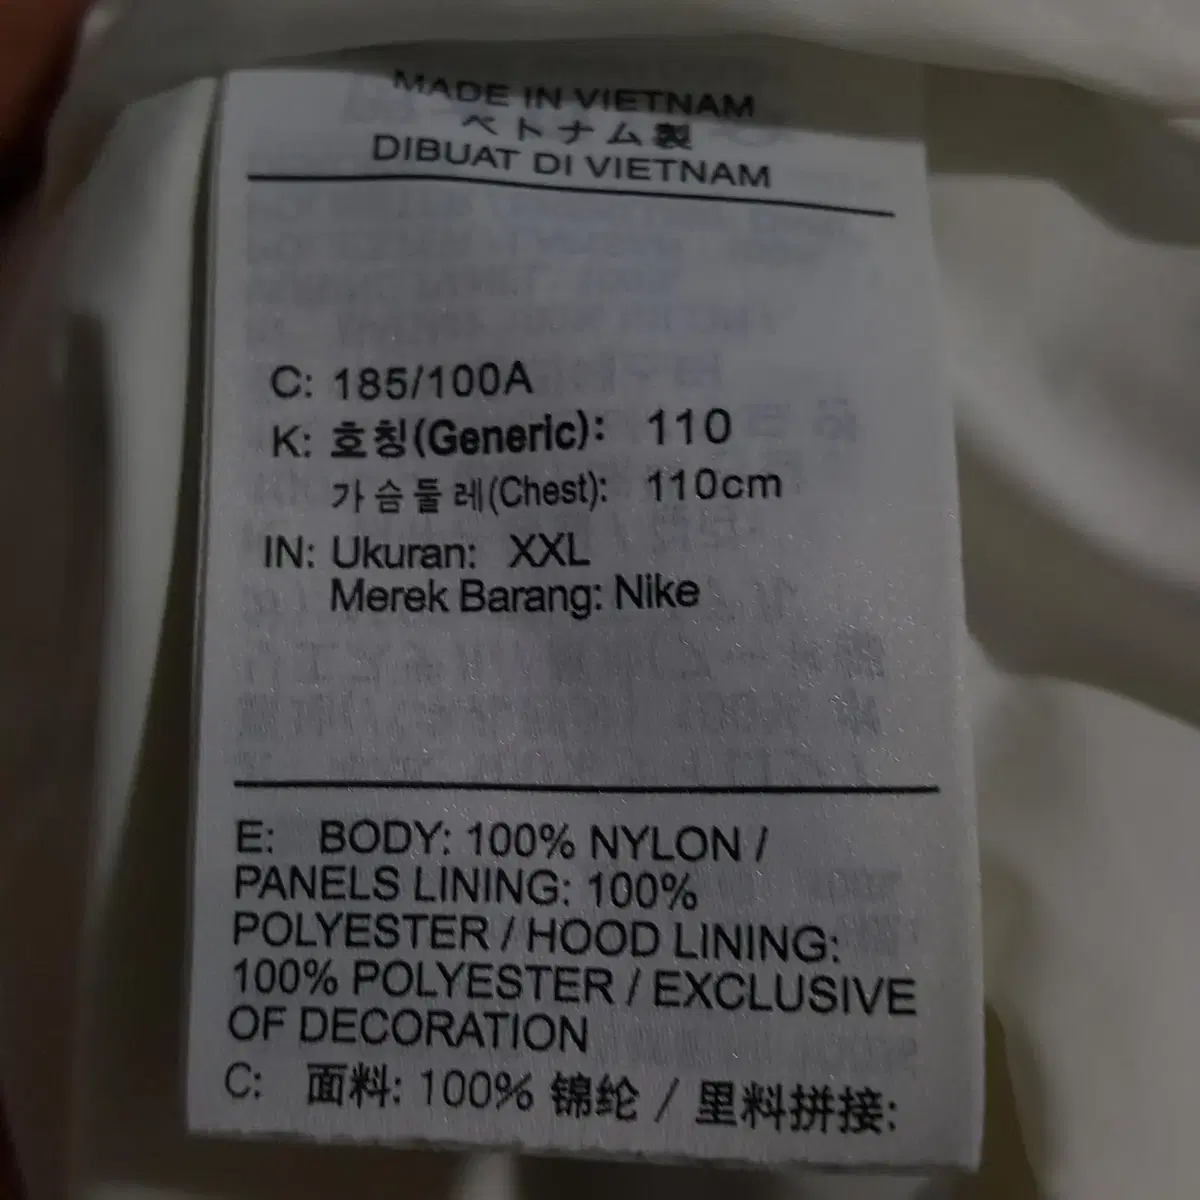 MADE IN VIETNAM
ベトナム製
DIBUAT DI VIETNAM
C: 185/100A
K: 호칭(Generic): 110
가슴둘레(Chest): 110cm
IN: Ukuran: XXL
Merek Barang: Nike
E: BODY: 100% NYLON /
PANELS LINING: 100%
POLYESTER / HOOD LINING:
100% POLYESTER / EXCLUSIVE
OF DECORATION
C: 面料: 100% 锦纶 / 里料拼接: